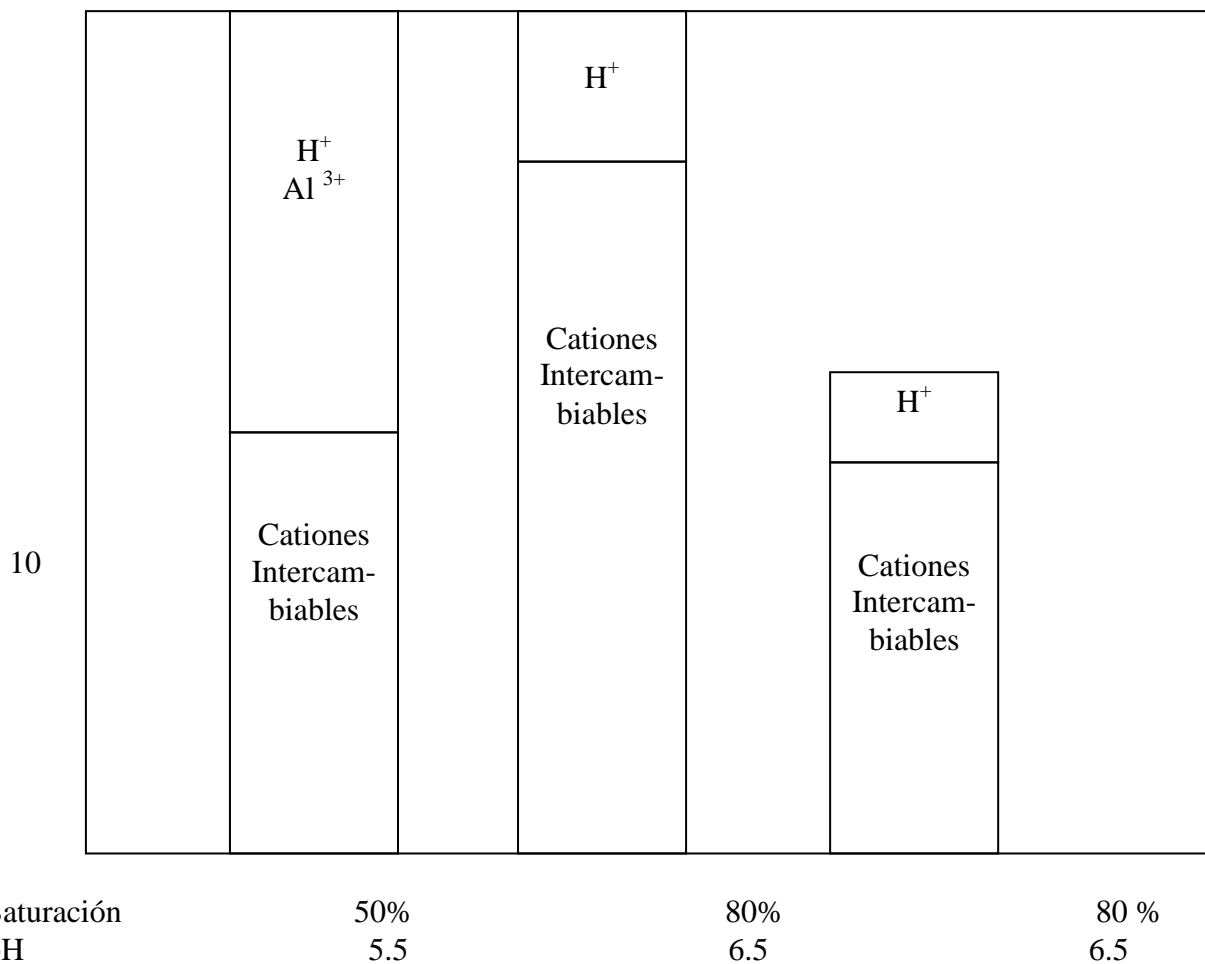 H⁺
H⁺
Al ³⁺
Cationes
Intercam-
biables
H⁺
Cationes
Intercam-
biables
10
Cationes
Intercam-
biables
aturación 50% 80% 80 %
H 5.5 6.5 6.5